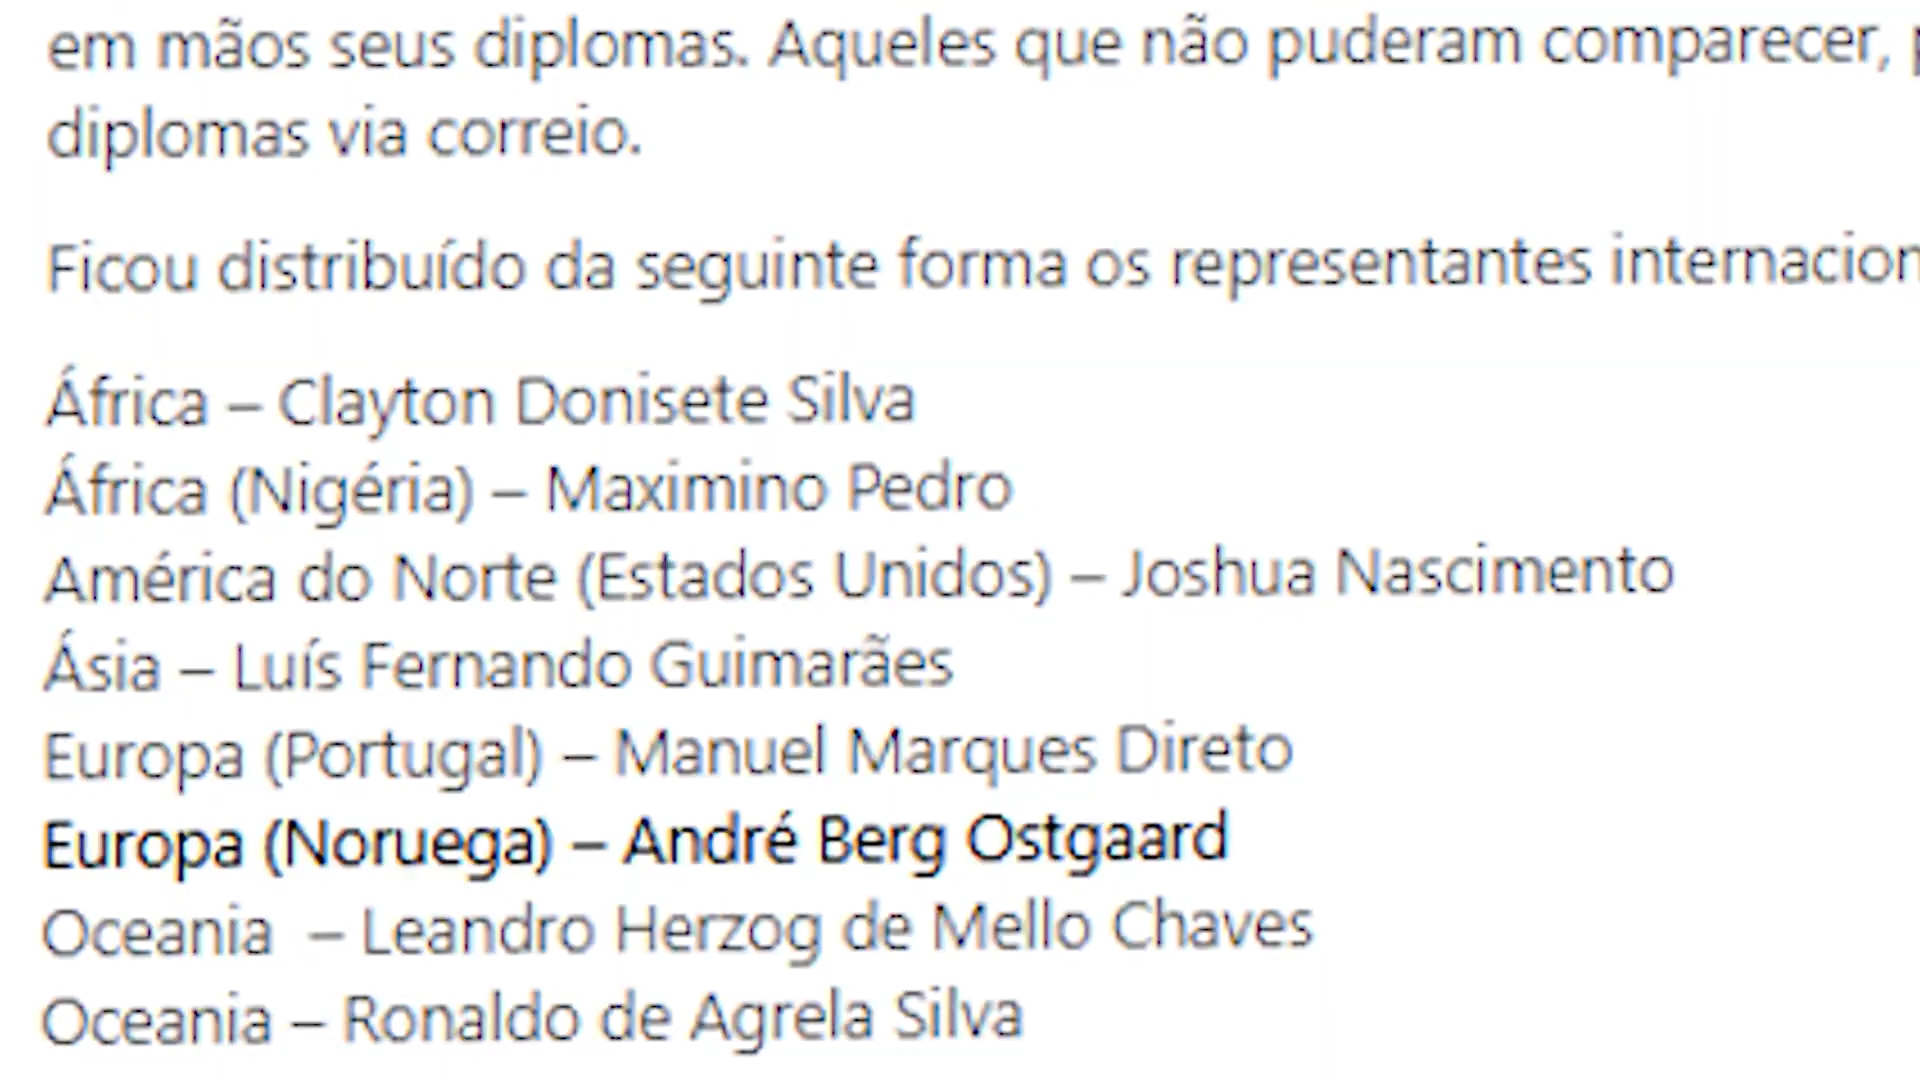 em mãos seus diplomas. Aqueles que não puderam comparecer,
diplomas via correio.
Ficou distribuído da seguinte forma os representantes internacion
África – Clayton Donisete Silva
África (Nigéria) – Maximino Pedro
América do Norte (Estados Unidos) – Joshua Nascimento
Ásia – Luís Fernando Guimarães
Europa (Portugal) – Manuel Marques Direto
Europa (Noruega) – André Berg Ostgaard
Oceania – Leandro Herzog de Mello Chaves
Oceania – Ronaldo de Agrela Silva